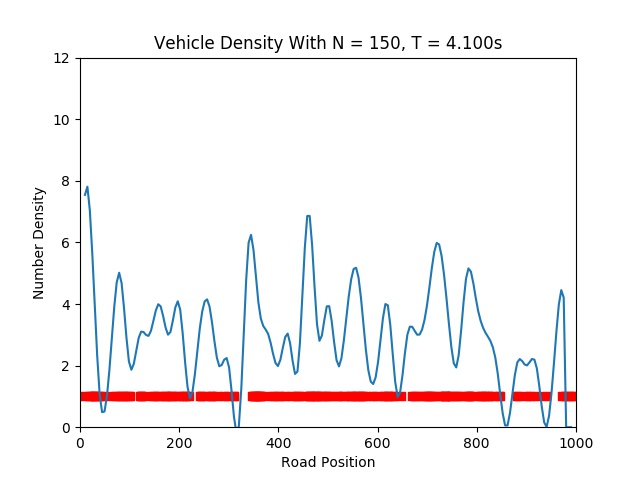 Vehicle Density With N = 150, T = 4.100s
12
10
8
6
4
2
0
Number Density
0 200 400 600 800 1000
Road Position